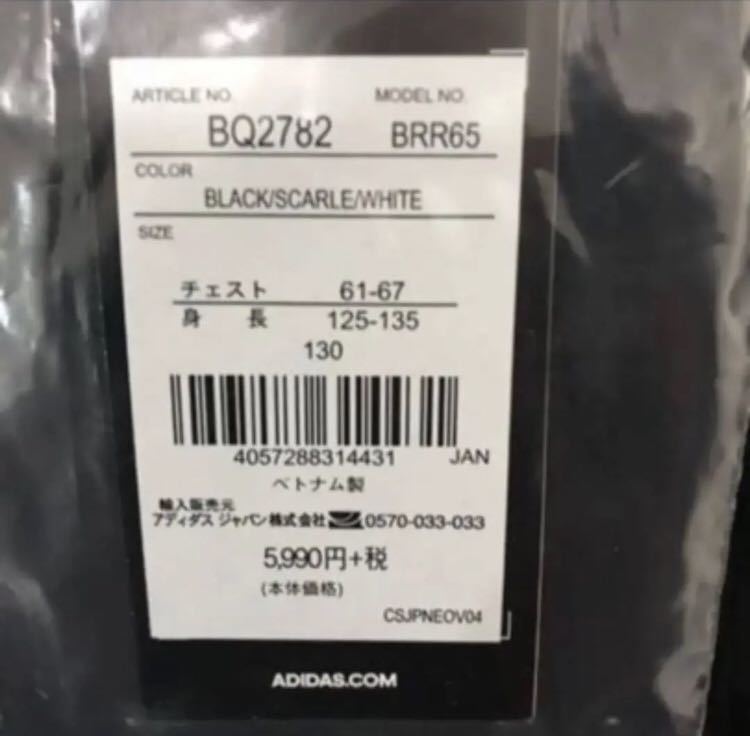 ARTICLE NO. MODEL NO.
BQ2782 BRR65
COLOR
BLACK/SCARLE/WHITE
SIZE
チェスト 61-67
身 長 125-135
130
4057288314431 JAN
ベトナム製
輸入販売元
アディダス ジャパン株式会社 0570-033-033
5,990円+税
(本体価格)
CSJPNEOV04
ADIDAS.COM